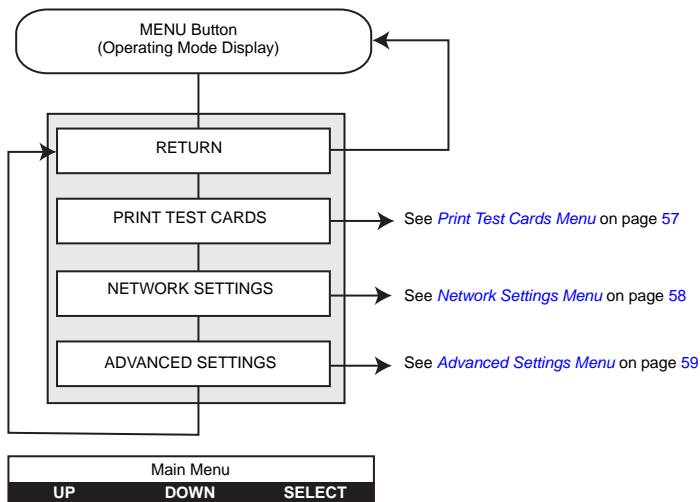 MENU Button
(Operating Mode Display)
RETURN
PRINT TEST CARDS
See Print Test Cards Menu on page 57
NETWORK SETTINGS
See Network Settings Menu on page 58
ADVANCED SETTINGS
See Advanced Settings Menu on page 59
Main Menu
UP DOWN SELECT